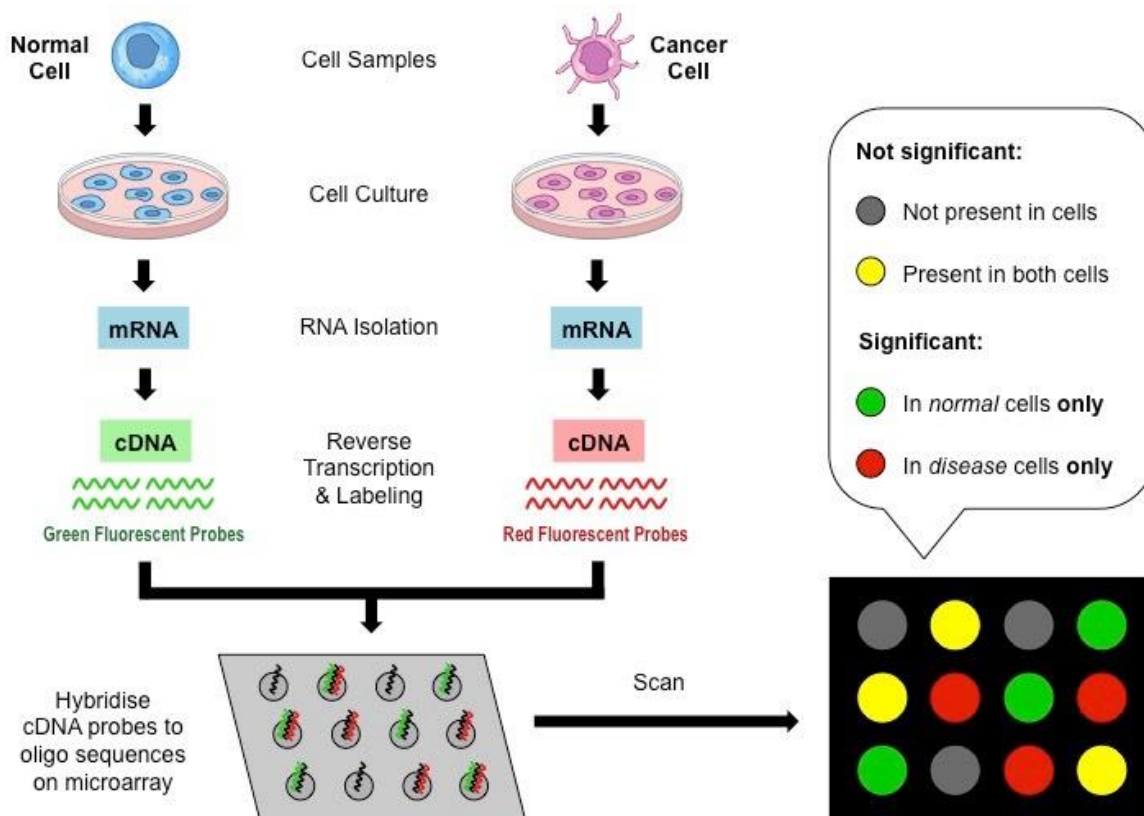 Normal
Cell
Cell Samples
Cancer
Cell
Cell Culture
mRNA
RNA Isolation
mRNA
cDNA
Reverse
Transcription
& Labeling
cDNA
Green Fluorescent Probes
Red Fluorescent Probes
Hybridise
cDNA probes to
oligo sequences
on microarray
Scan
Not significant:
Not present in cells
Present in both cells
Significant:
In normal cells only
In disease cells only